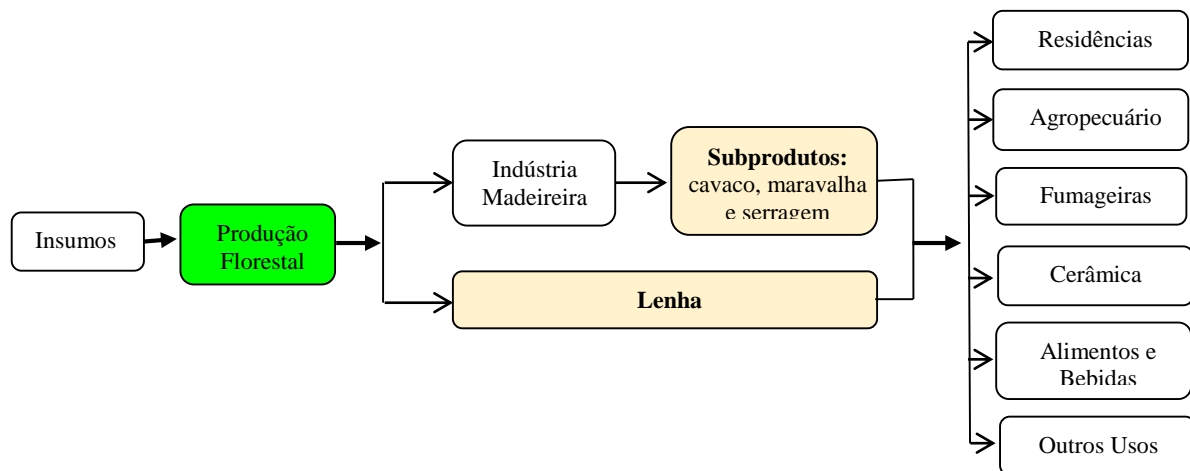 Insumos
Produção
Florestal
Indústria
Madeireira
Subprodutos:
cavaco, maravalha
e serragem
Lenha
Residências
Agropecuário
Fumageiras
Cerâmica
Alimentos e
Bebidas
Outros Usos